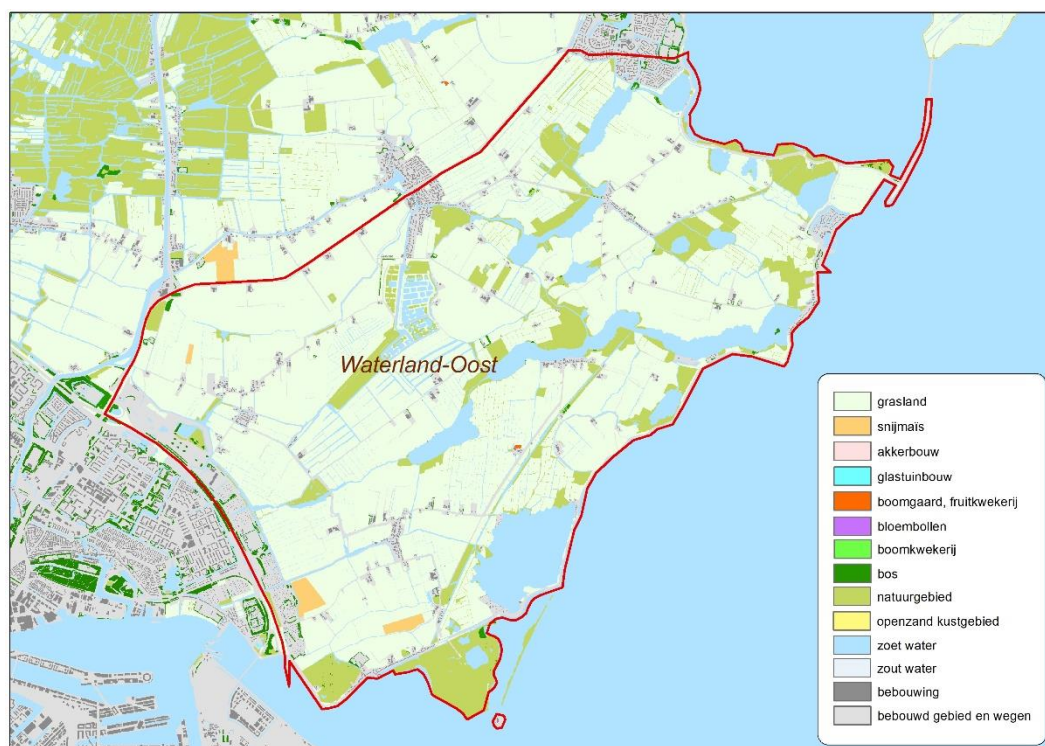 Waterland-Oost
grasland
snijmaïs
akkerbouw
glastuinbouw
boomgaard, fruitkwekerij
bloembollen
boomkwekerij
bos
natuurgebied
openzand kustgebied
zoet water
zout water
bebouwing
bebouwd gebied en wegen